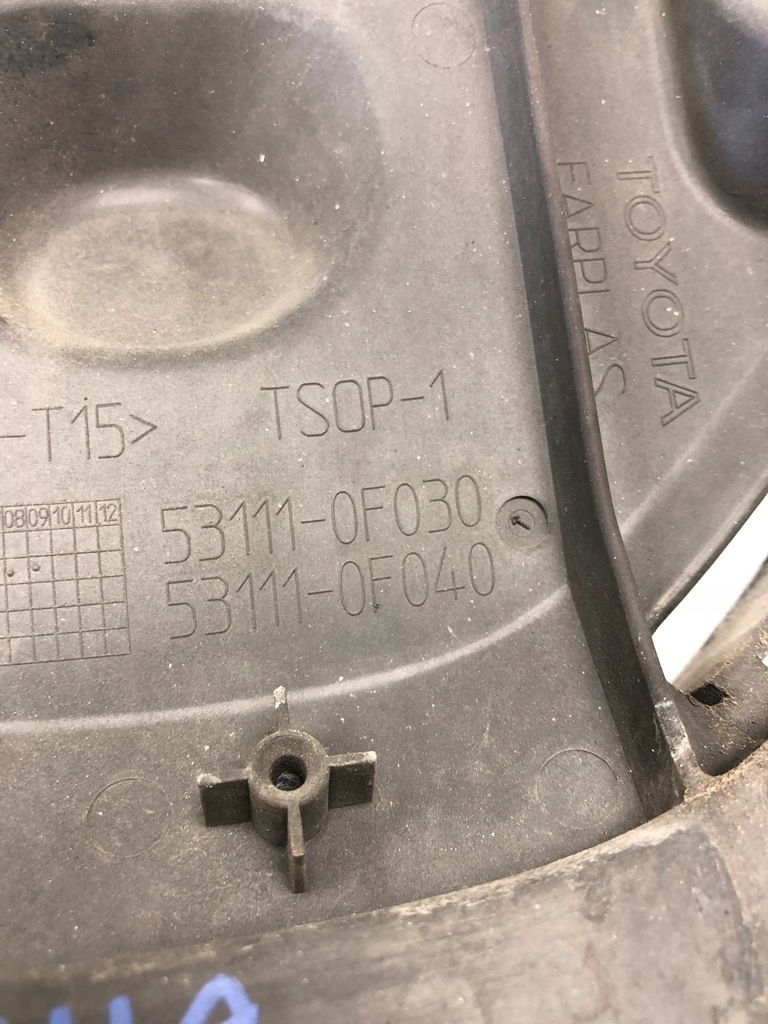 TOYOTA
FARPLAS
-T15> TSOP-1
08 09 10 11 12
53111-0F030
53111-0F040